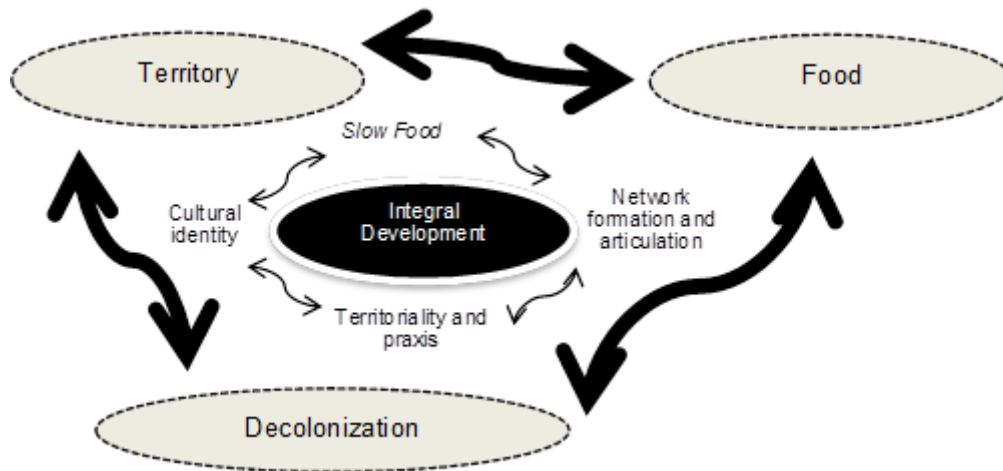 Territory
Food
Slow Food
Cultural
identity
Integral
Development
Network
formation and
articulation
Territoriality and
praxis
Decolonization